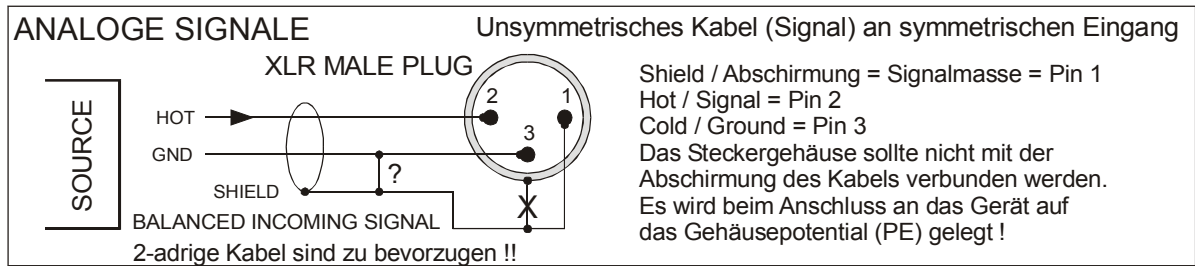 ANALOGE SIGNALE
Unsymmetrisches Kabel (Signal) an symmetrischen Eingang
XLR MALE PLUG
SOURCE
HOT
GND
SHIELD
?
2
1
3
X
BALANCED INCOMING SIGNAL
2-adrige Kabel sind zu bevorzugen !!
Shield / Abschirmung = Signalmasse = Pin 1
Hot / Signal = Pin 2
Cold / Ground = Pin 3
Das Steckergehäuse sollte nicht mit der
Abschirmung des Kabels verbunden werden.
Es wird beim Anschluss an das Gerät auf
das Gehäusepotential (PE) gelegt !